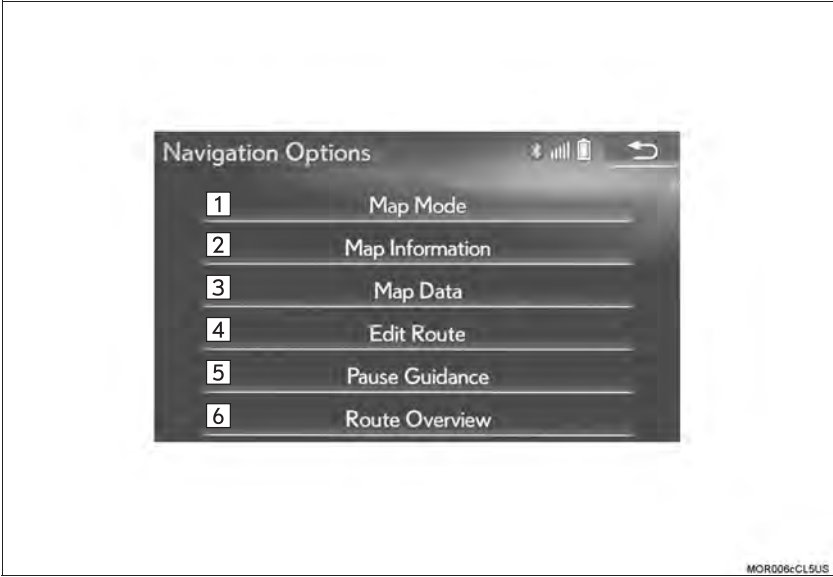 Navigation Options
1 Map Mode
2 Map Information
3 Map Data
4 Edit Route
5 Pause Guidance
6 Route Overview
MOR006cCL5US